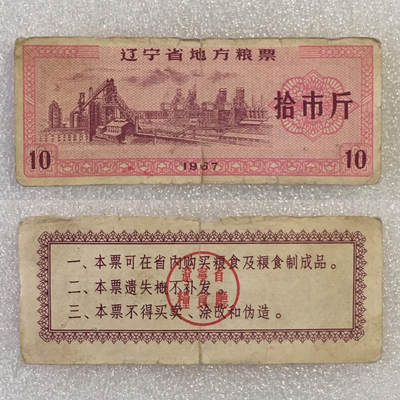 辽宁省地方粮票
拾市斤
10
1967
10
一、本票可在省内购买粮食及粮食制成品。
二、本票遗失概不补发。
三、本票不得买卖、涂改和伪造。